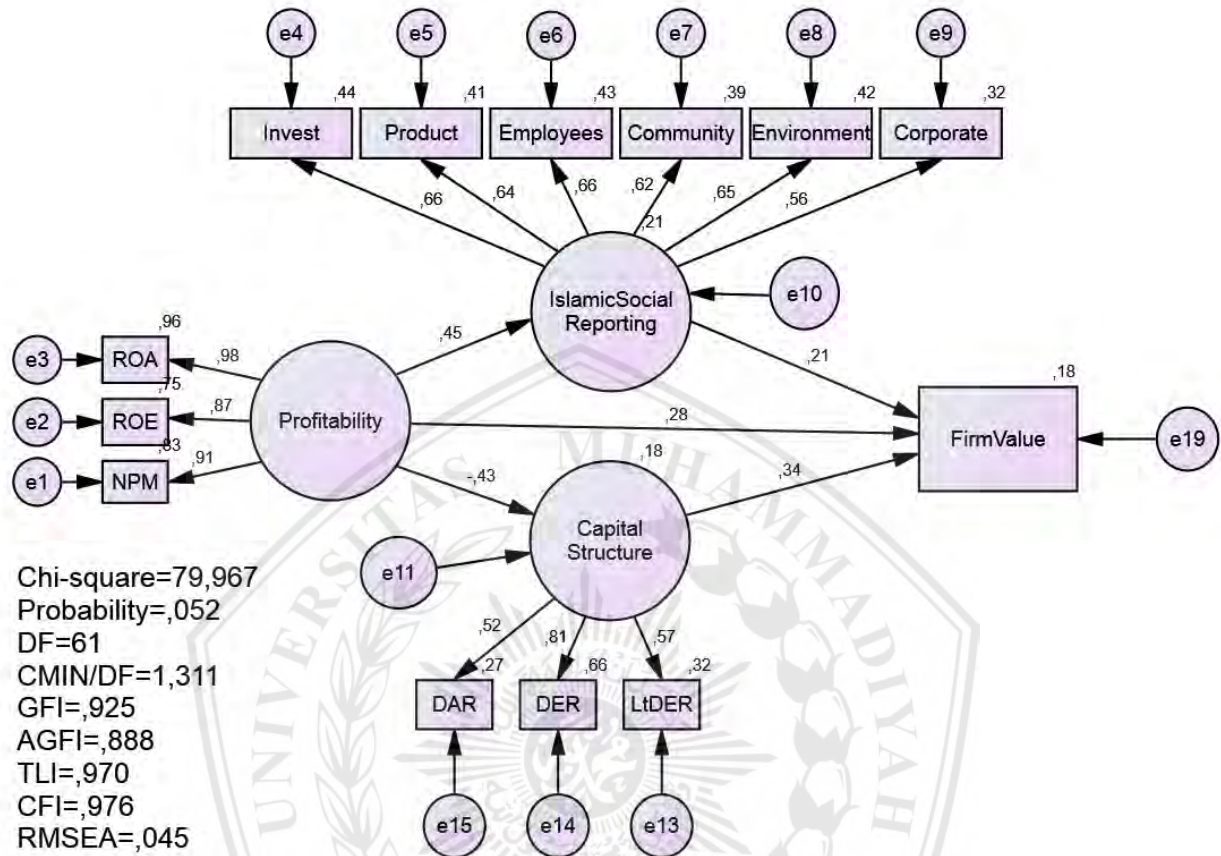 e4
e5
e6
e7
e8
e9
,44
,41
,43
,39
,42
,32
Invest
Product
Employees
Community
Environment
Corporate
,66
,64
,66
,62
,65
,56
,21
IslamicSocial
Reporting
e10
,96
e3
ROA
,98
,45
,21
,18
,75
e2
ROE
,87
Profitability
,28
FirmValue
e19
,83
e1
NPM
,91
-,43
,18
,34
Capital
Structure
e11
,52
,81
,57
,27
,66
,32
DAR
DER
LtDER
e15
e14
e13
Chi-square=79,967
Probability=,052
DF=61
CMIN/DF=1,311
GFI=,925
AGFI=,888
TLI=,970
CFI=,976
RMSEA=,045
UNIVERSITAS MUHAMMADIYAH